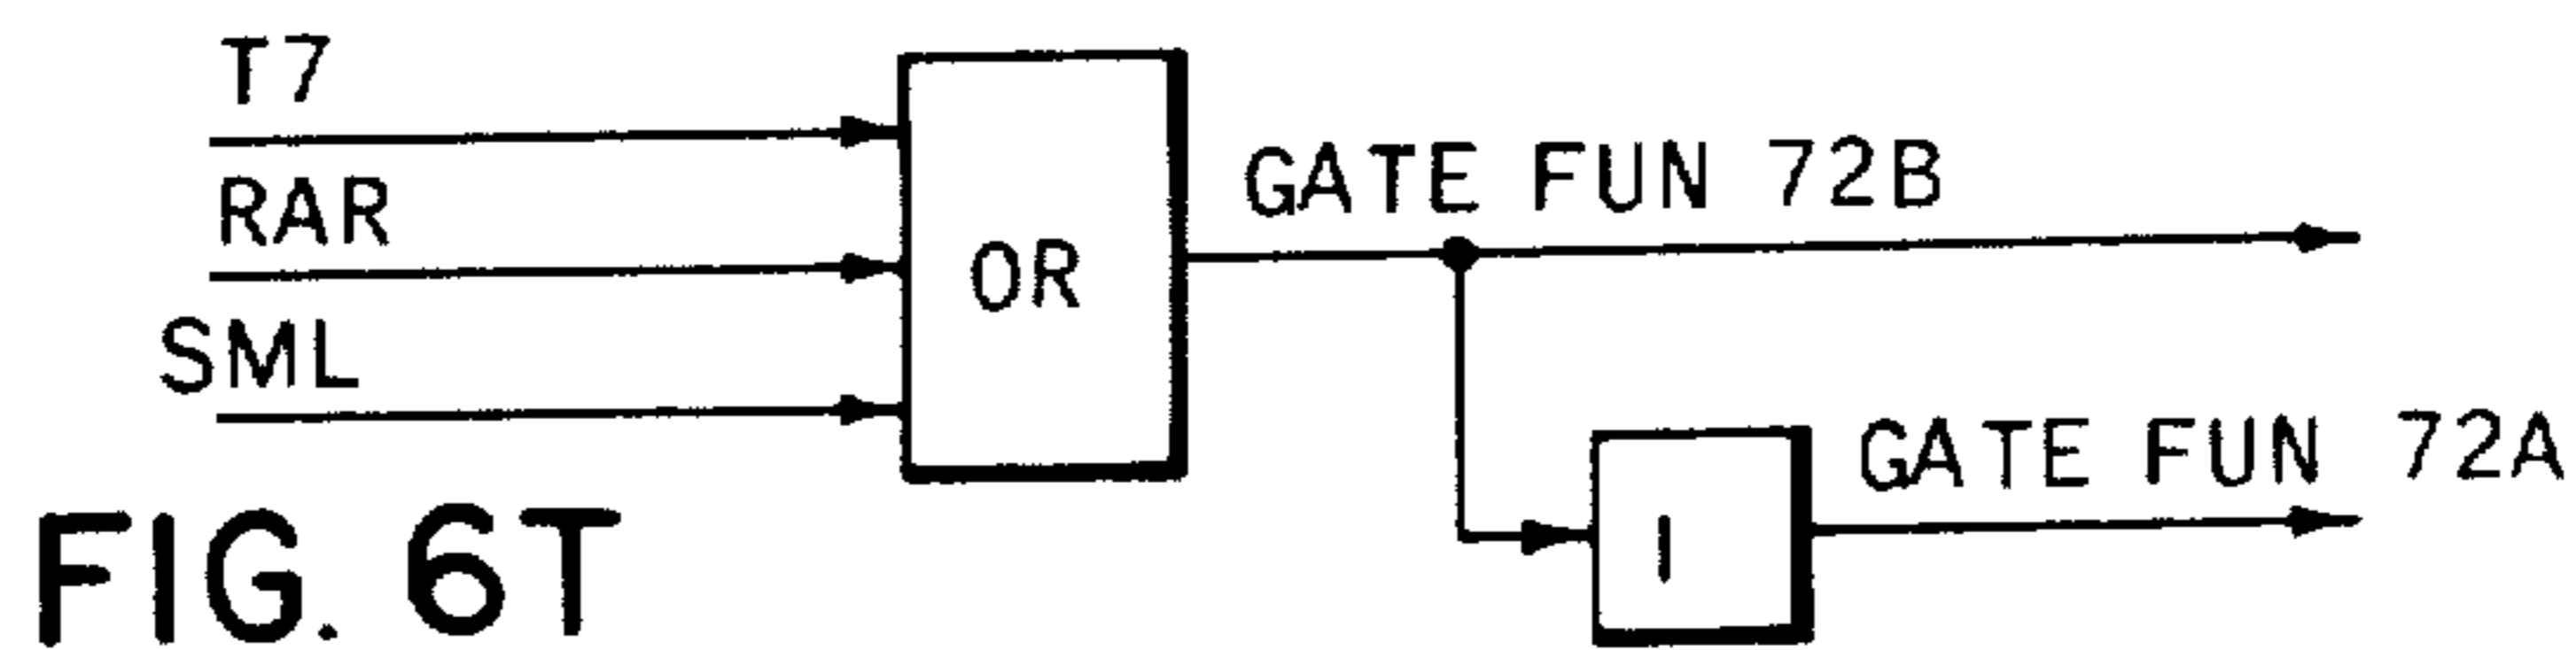 T7
RAR
SML
OR
GATE FUN 72B
I
GATE FUN 72A
FIG. 6T